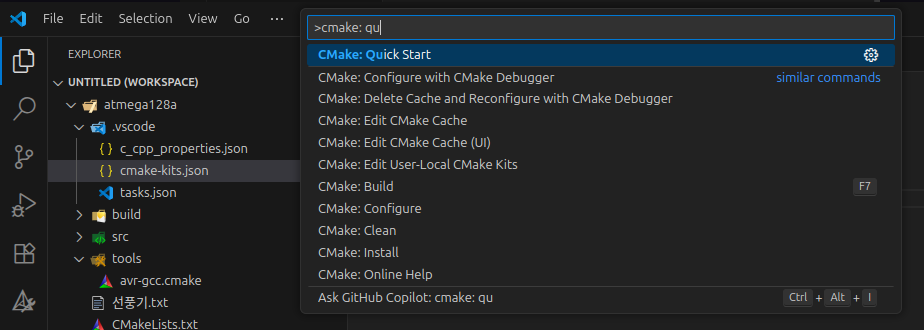 File Edit Selection View Go
>cmake: qu
EXPLORER
UNTITLED (WORKSPACE)
atmega128a
.vscode
{ } c_cpp_properties.json
{ } cmake-kits.json
tasks.json
build
src
tools
avr-gcc.cmake
선풍기.txt
CMakeLists.txt
CMake: Quick Start
CMake: Configure with CMake Debugger similar commands
CMake: Delete Cache and Reconfigure with CMake Debugger
CMake: Edit CMake Cache
CMake: Edit CMake Cache (UI)
CMake: Edit User-Local CMake Kits
CMake: Build F7
CMake: Configure
CMake: Clean
CMake: Install
CMake: Online Help
Ask GitHub Copilot: cmake: qu Ctrl + Alt + I